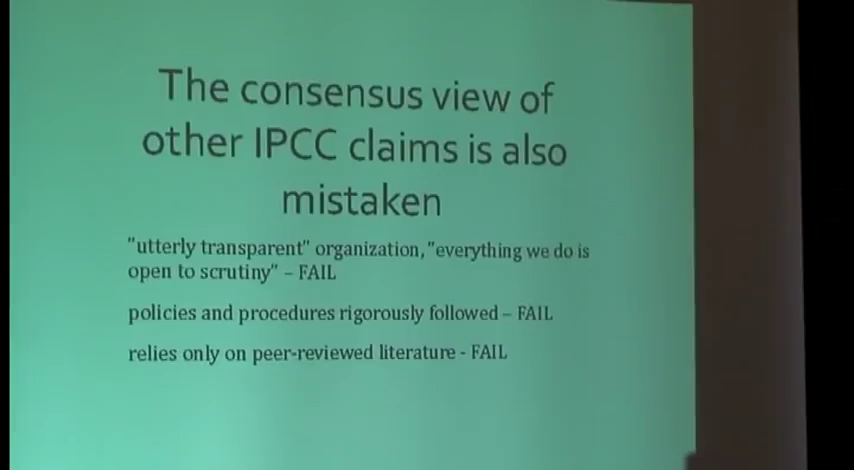 The consensus view of
other IPCC claims is also
mistaken
"utterly transparent" organization, "everything we do is
open to scrutiny" – FAIL
policies and procedures rigorously followed – FAIL
relies only on peer-reviewed literature - FAIL